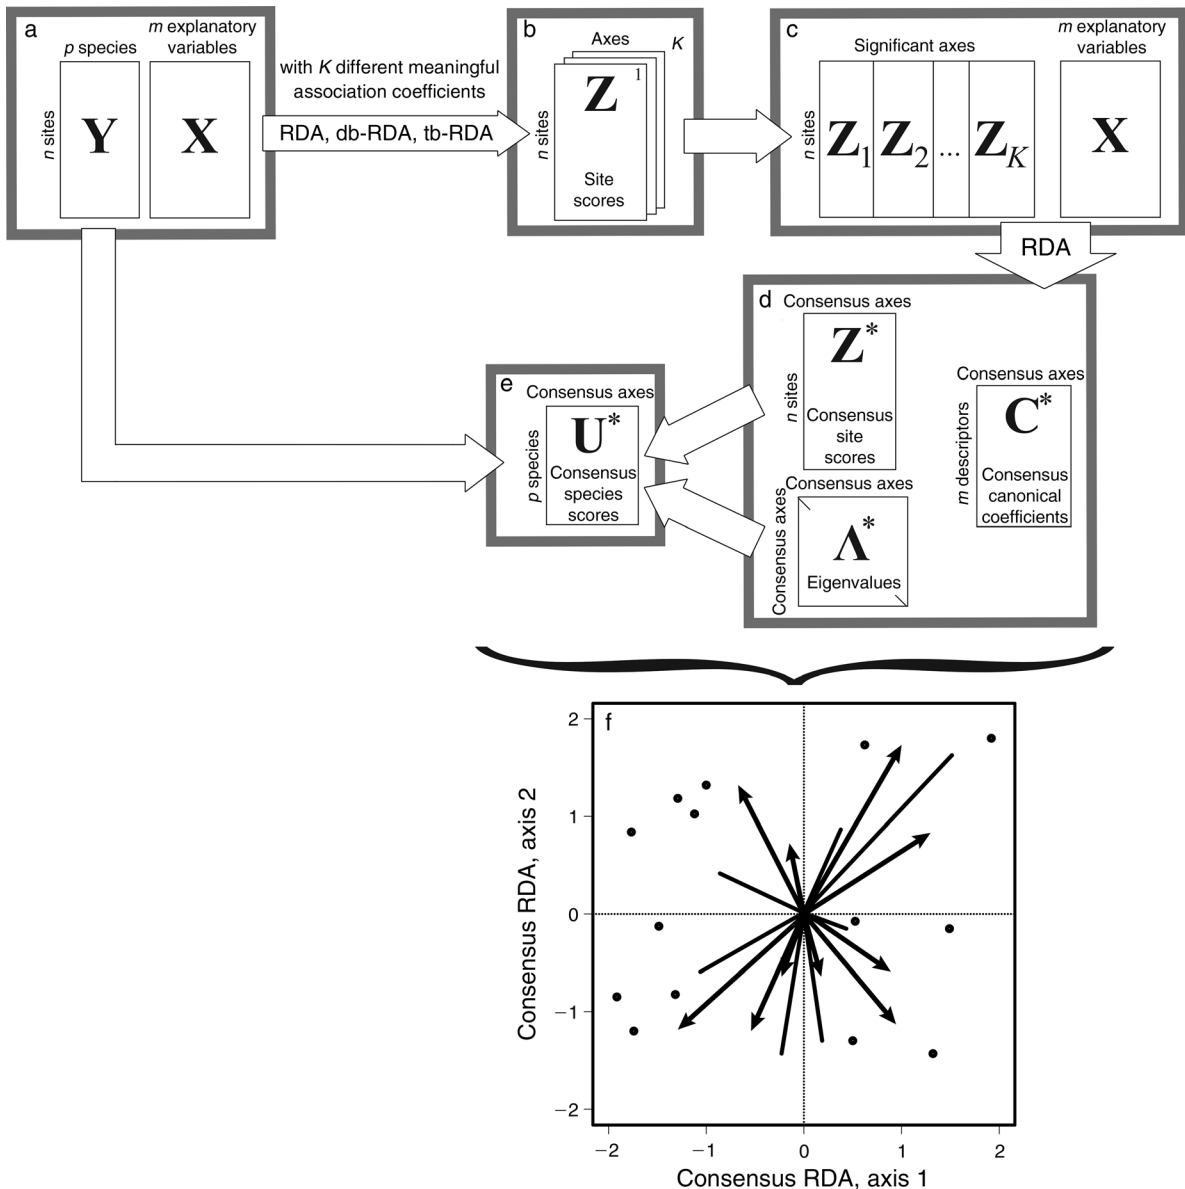 a
m explanatory
variables
p species
n sites
Y
X
with K different meaningful
association coefficients
RDA, db-RDA, tb-RDA
b
Axes
K
1
n sites
Z
Site
scores
c
Significant axes
m explanatory
variables
n sites
Z1 Z2 ... ZK
X
RDA
d
Consensus axes
n sites
Z*
Consensus
site
scores
Consensus axes
m descriptors
C*
Consensus
canonical
coefficients
Consensus axes
Consensus axes
Λ*
Eigenvalues
e
Consensus axes
p species
U*
Consensus
species
scores
f
Consensus RDA, axis 2
2
1
0
−1
−2
−2 −1 0 1 2
Consensus RDA, axis 1